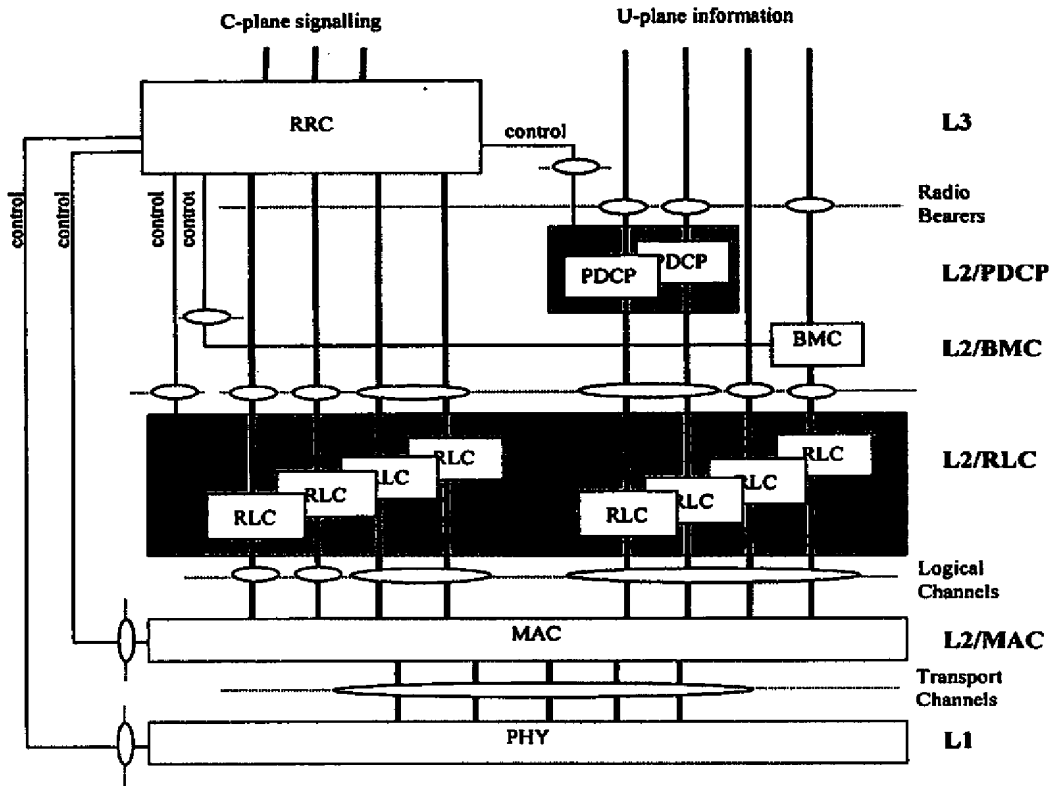 C-plane signalling
U-plane information
RRC
L3
control
control
control
control
control
Radio
Bearers
PDCP
PDCP
L2/PDCP
BMC
L2/BMC
RLC
RLC
RLC
RLC
RLC
RLC
RLC
RLC
L2/RLC
Logical
Channels
MAC
L2/MAC
Transport
Channels
PHY
L1